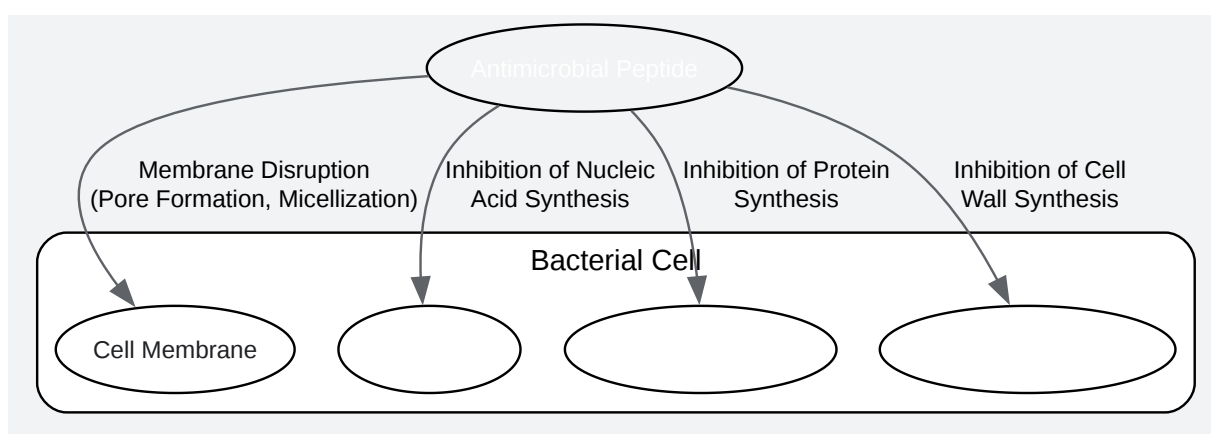 Antimicrobial Peptide
Membrane Disruption
(Pore Formation, Micellization)
Inhibition of Nucleic
Acid Synthesis
Inhibition of Protein
Synthesis
Inhibition of Cell
Wall Synthesis
Bacterial Cell
Cell Membrane